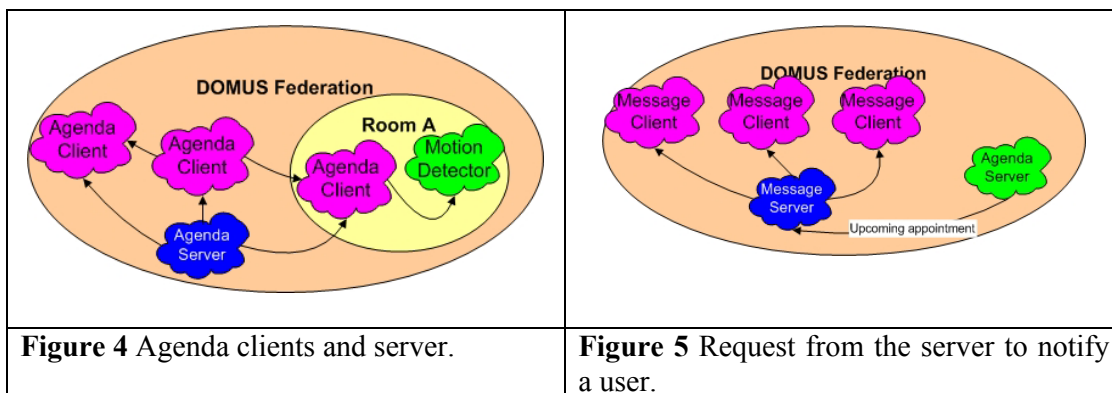 DOMUS Federation
Room A
Agenda
Client
Agenda
Client
Agenda
Client
Motion
Detector
Agenda
Server
DOMUS Federation
Message
Client
Message
Client
Message
Client
Agenda
Server
Message
Server
Upcoming appointment
Figure 4 Agenda clients and server.
Figure 5 Request from the server to notify
a user.